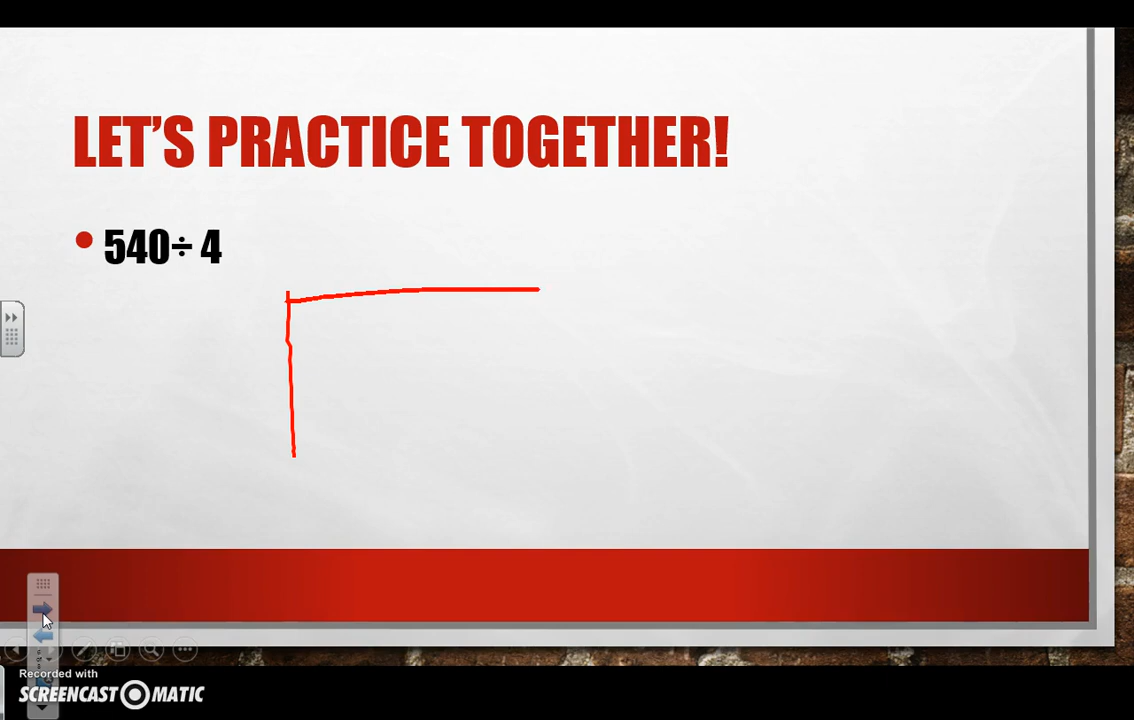 LET'S PRACTICE TOGETHER!
• 540÷ 4
Recorded with
SCREENCAST MATIC